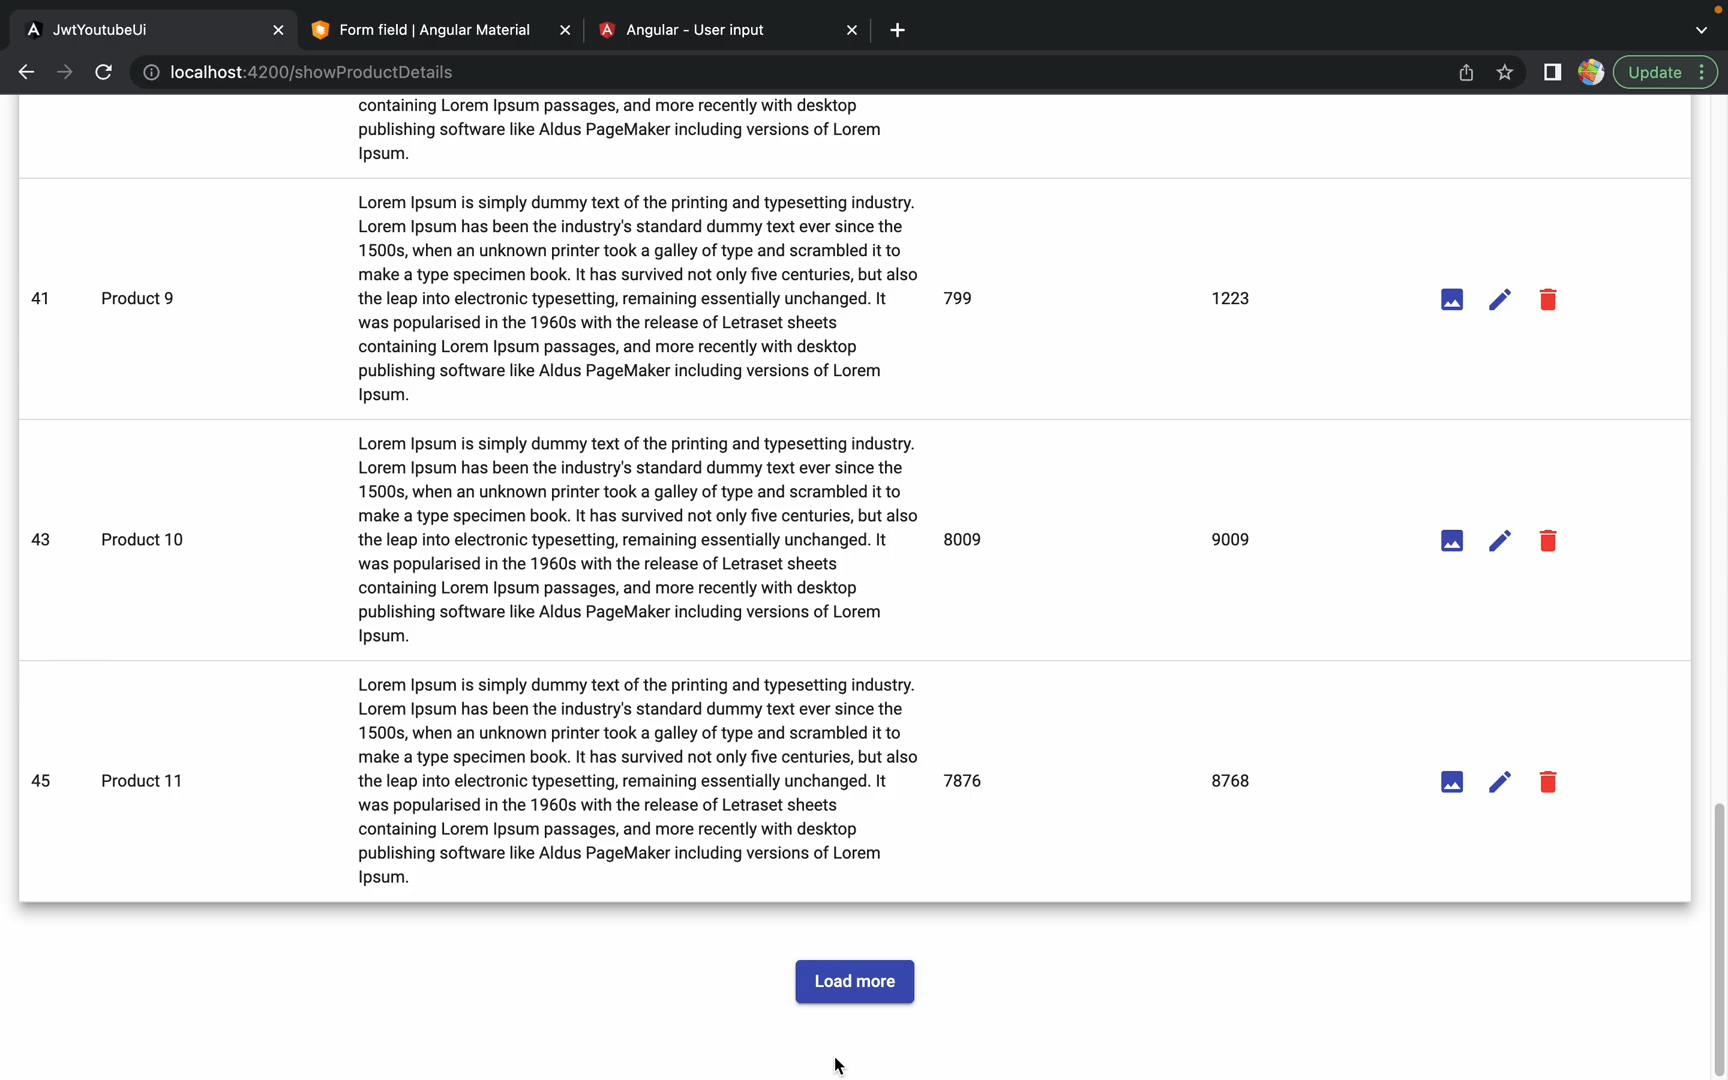 JwtYoutubeUi
Form field | Angular Material
Angular - User input
localhost:4200/showProductDetails
Update
containing Lorem Ipsum passages, and more recently with desktop
publishing software like Aldus PageMaker including versions of Lorem
Ipsum.
Lorem Ipsum is simply dummy text of the printing and typesetting industry.
Lorem Ipsum has been the industry's standard dummy text ever since the
1500s, when an unknown printer took a galley of type and scrambled it to
make a type specimen book. It has survived not only five centuries, but also
41 Product 9 the leap into electronic typesetting, remaining essentially unchanged. It 799 1223
was popularised in the 1960s with the release of Letraset sheets
containing Lorem Ipsum passages, and more recently with desktop
publishing software like Aldus PageMaker including versions of Lorem
Ipsum.
Lorem Ipsum is simply dummy text of the printing and typesetting industry.
Lorem Ipsum has been the industry's standard dummy text ever since the
1500s, when an unknown printer took a galley of type and scrambled it to
make a type specimen book. It has survived not only five centuries, but also
43 Product 10 the leap into electronic typesetting, remaining essentially unchanged. It 8009 9009
was popularised in the 1960s with the release of Letraset sheets
containing Lorem Ipsum passages, and more recently with desktop
publishing software like Aldus PageMaker including versions of Lorem
Ipsum.
Lorem Ipsum is simply dummy text of the printing and typesetting industry.
Lorem Ipsum has been the industry's standard dummy text ever since the
1500s, when an unknown printer took a galley of type and scrambled it to
make a type specimen book. It has survived not only five centuries, but also
45 Product 11 the leap into electronic typesetting, remaining essentially unchanged. It 7876 8768
was popularised in the 1960s with the release of Letraset sheets
containing Lorem Ipsum passages, and more recently with desktop
publishing software like Aldus PageMaker including versions of Lorem
Ipsum.
Load more